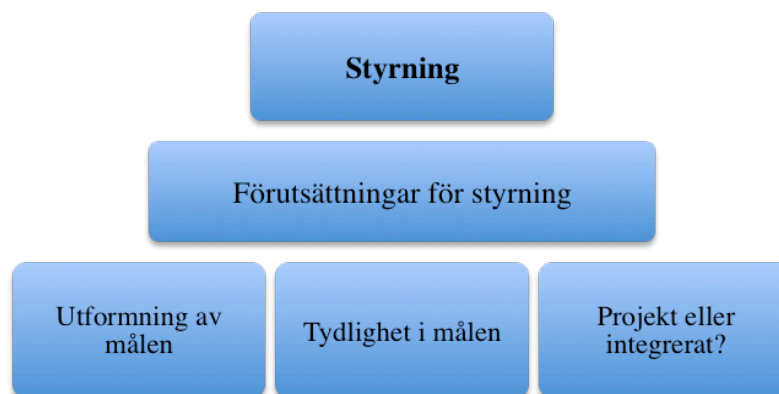 Styrning
Förutsättningar för styrning
Utformning av
målen
Tydlighet i målen
Projekt eller
integrerat?